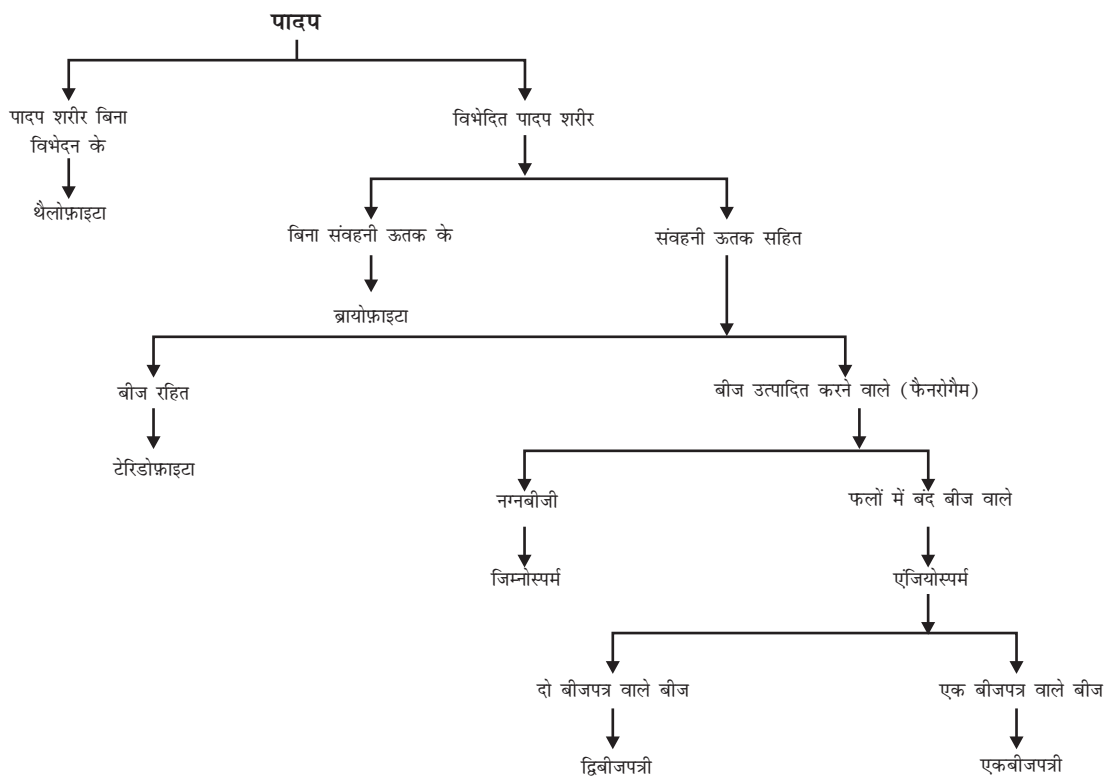 पादप
पादप शरीर बिना
विभेदन के
विभेदित पादप शरीर
थैलोफ़ाइटा
बिना संवहनी ऊतक के
संवहनी ऊतक सहित
ब्रायोफ़ाइटा
बीज रहित
बीज उत्पादित करने वाले (फैनरोगैम)
टेरिडोफ़ाइटा
नग्नबीजी
फलों में बंद बीज वाले
जिम्नोस्पर्म
एंजियोस्पर्म
दो बीजपत्र वाले बीज
एक बीजपत्र वाले बीज
द्विबीजपत्री
एकबीजपत्री